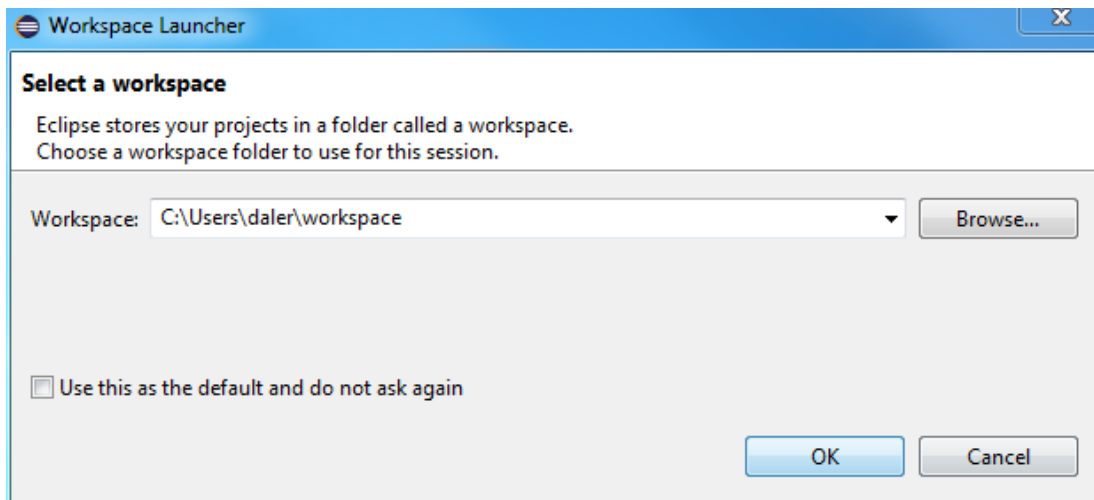 Workspace Launcher
Select a workspace
Eclipse stores your projects in a folder called a workspace.
Choose a workspace folder to use for this session.
Workspace: C:\Users\daler\workspace Browse...
Use this as the default and do not ask again
OK Cancel